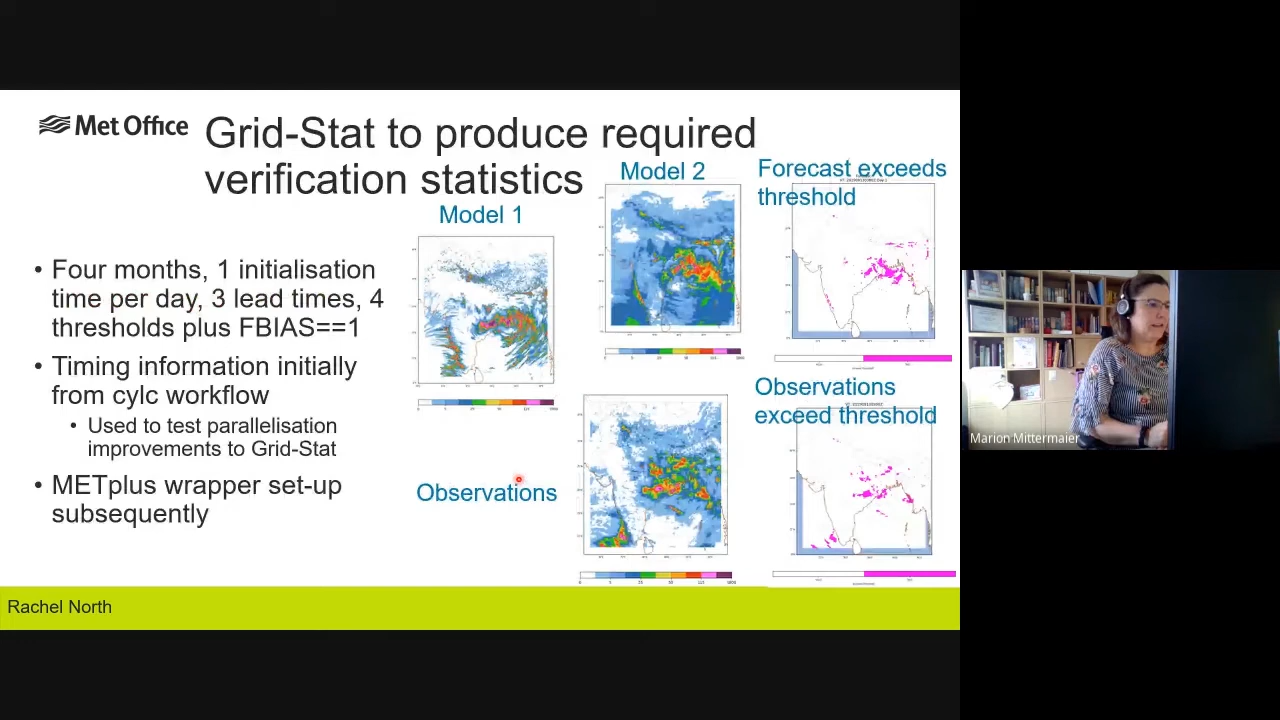 Met Office
Grid-Stat to produce required
verification statistics
Model 2
Forecast exceeds
threshold
Model 1
• Four months, 1 initialisation
time per day, 3 lead times, 4
thresholds plus FBIAS==1
• Timing information initially
from cylc workflow
• Used to test parallelisation
improvements to Grid-Stat
• METplus wrapper set-up
subsequently
Observations
Observations
exceed threshold
Rachel North
Marion Mittermaier